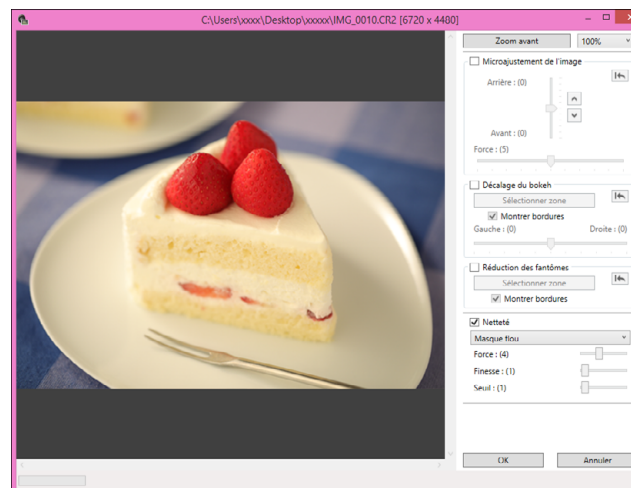 C:\Users\xxxx\Desktop\xxxxx\IMG_0010.CR2 [6720 x 4480]
Zoom avant
100%
Microajustement de l'image
Arrière : (0)
Avant : (0)
Force : (5)
Décalage du bokeh
Sélectionner zone
Montrer bordures
Gauche : (0) Droite : (0)
Réduction des fantômes
Sélectionner zone
Montrer bordures
Netteté
Masque flou
Force : (4)
Finesse : (1)
Seuil : (1)
OK
Annuler